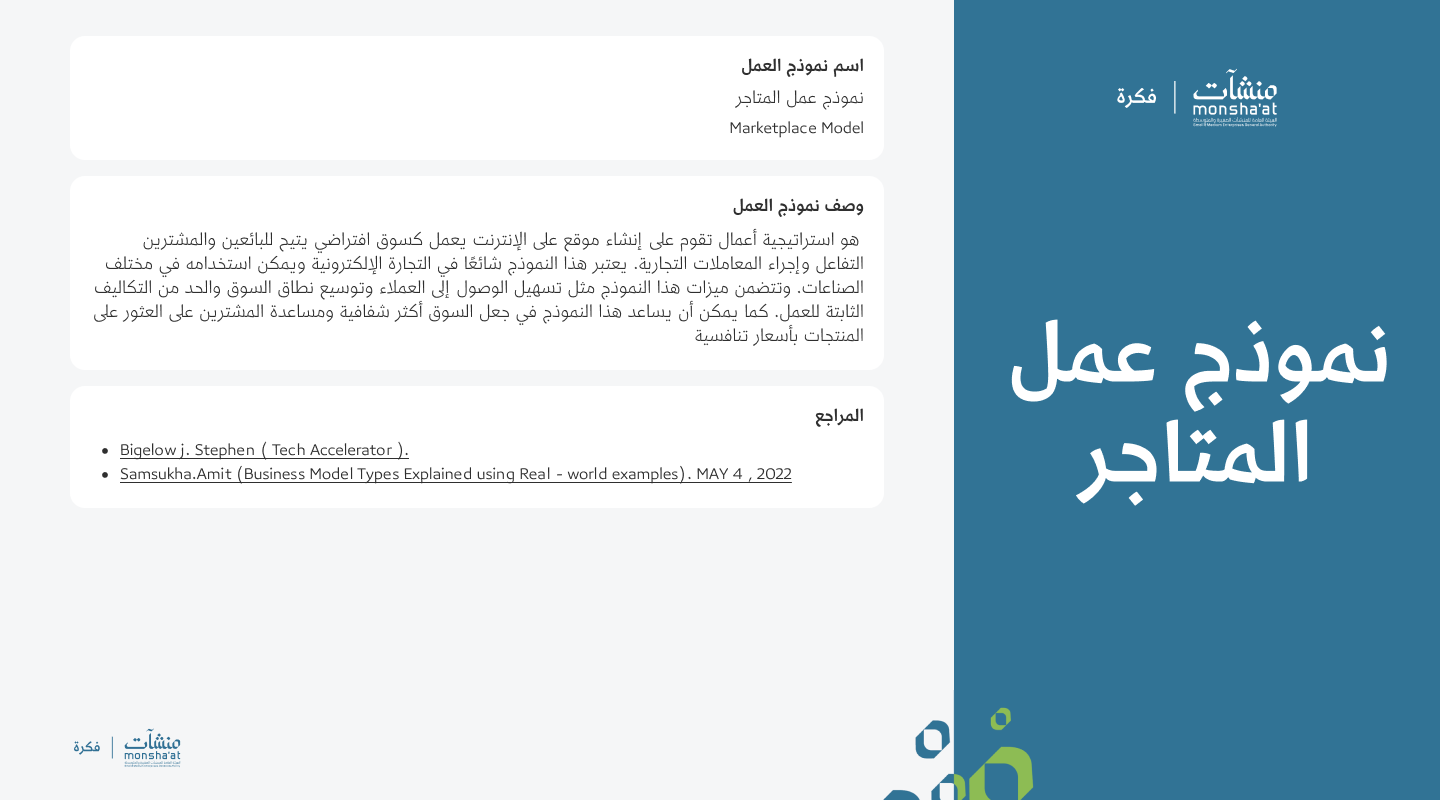 منشآت
monsha'at
الهيئة العامة للمنشآت الصغيرة والمتوسطة
Small & Medium Enterprises General Authority
فكرة
نموذج عمل
المتاجر
اسم نموذج العمل
نموذج عمل المتاجر
Marketplace Model
وصف نموذج العمل
هو استراتيجية أعمال تقوم على إنشاء موقع على الإنترنت يعمل كسوق افتراضي يتيح للبائعين والمشترين
التفاعل وإجراء المعاملات التجارية. يعتبر هذا النموذج شائعًا في التجارة الإلكترونية ويمكن استخدامه في مختلف
الصناعات. وتتضمن ميزات هذا النموذج مثل تسهيل الوصول إلى العملاء وتوسيع نطاق السوق والحد من التكاليف
الثابتة للعمل. كما يمكن أن يساعد هذا النموذج في جعل السوق أكثر شفافية ومساعدة المشترين على العثور على
المنتجات بأسعار تنافسية
المراجع
• Bigelow j. Stephen ( Tech Accelerator ).
• Samsukha.Amit (Business Model Types Explained using Real - world examples). MAY 4 , 2022
منشآت
monsha'at
فكرة